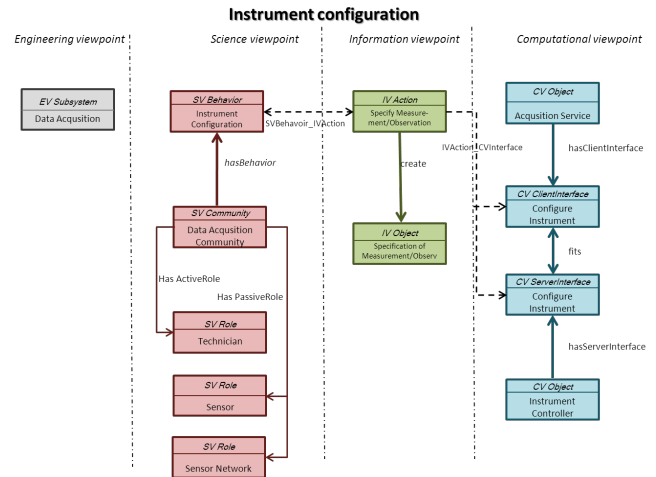 Instrument configuration
Engineering viewpoint
Science viewpoint
Information viewpoint
Computational viewpoint
EV Subsystem
Data Acqusition
SV Behavior
Instrument
Configuration
SVBehavoir_IVAction
IV Action
Specify Measure-
ment/Observation
IVAction_CVInterface
CV Object
Acqusition Service
hasClientInterface
hasBehavior
create
SV Community
Data Acqusition
Community
IV Object
Specification of
Measurement/Observ
CV ClientInterface
Configure
Instrument
fits
CV ServerInterface
Configure
Instrument
Has ActiveRole
Has PassiveRole
SV Role
Technician
hasServerInterface
SV Role
Sensor
CV Object
Instrument
Controller
SV Role
Sensor Network